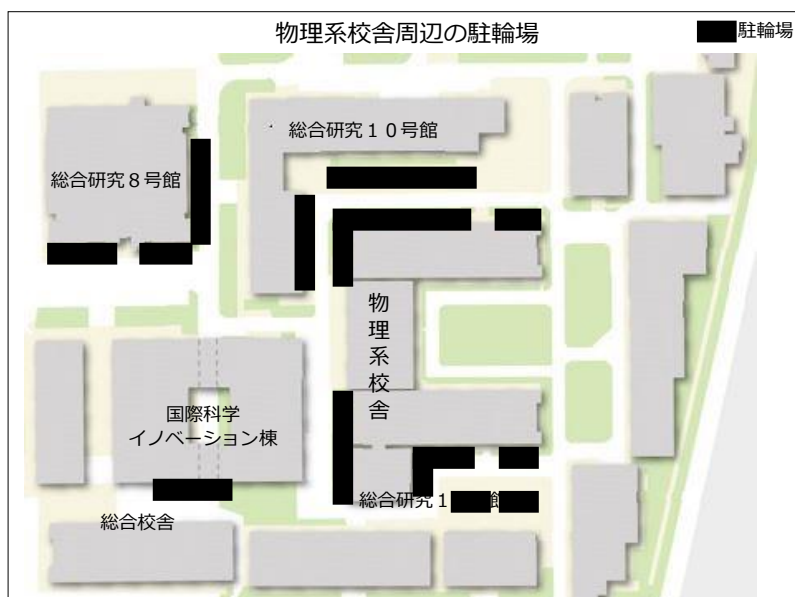 物理系校舎周辺の駐輪場
駐輪場
総合研究１０号館
総合研究８号館
物理系校舎
国際科学
イノベーション棟
総合研究１
館
総合校舎